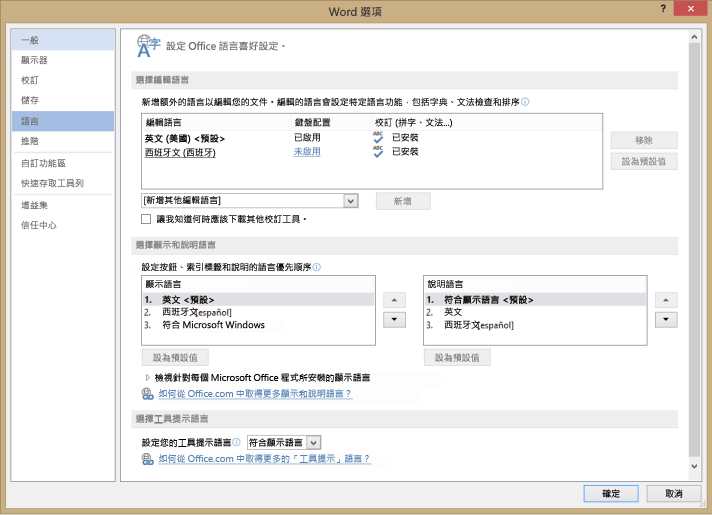 Word 選項
?
一般
顯示器
校訂
儲存
語言
進階
自訂功能區
快速存取工具列
增益集
信任中心
設定 Office 語言喜好設定。
選擇編輯語言
新增額外的語言以編輯您的文件。編輯的語言會設定特定語言功能，包括字典、文法檢查和排序
編輯語言 鍵盤配置 校訂 (拼字、文法...)
英文 (美國) <預設> 已啟用 已安裝
西班牙文 (西班牙) 未啟用 已安裝
移除
設為預設值
[新增其他編輯語言] 新增
讓我知道何時應該下載其他校訂工具。
選擇顯示和說明語言
設定按鈕、索引標籤和說明的語言優先順序
顯示語言
1. 英文 <預設>
2. 西班牙文[español]
3. 符合 Microsoft Windows
設為預設值
說明語言
1. 符合顯示語言 <預設>
2. 英文
3. 西班牙文[español]
設為預設值
檢視針對每個 Microsoft Office 程式所安裝的顯示語言
如何從 Office.com 中取得更多顯示和說明語言？
選擇工具提示語言
設定您的工具提示語言 符合顯示語言
如何從 Office.com 中取得更多的「工具提示」語言？
確定 取消